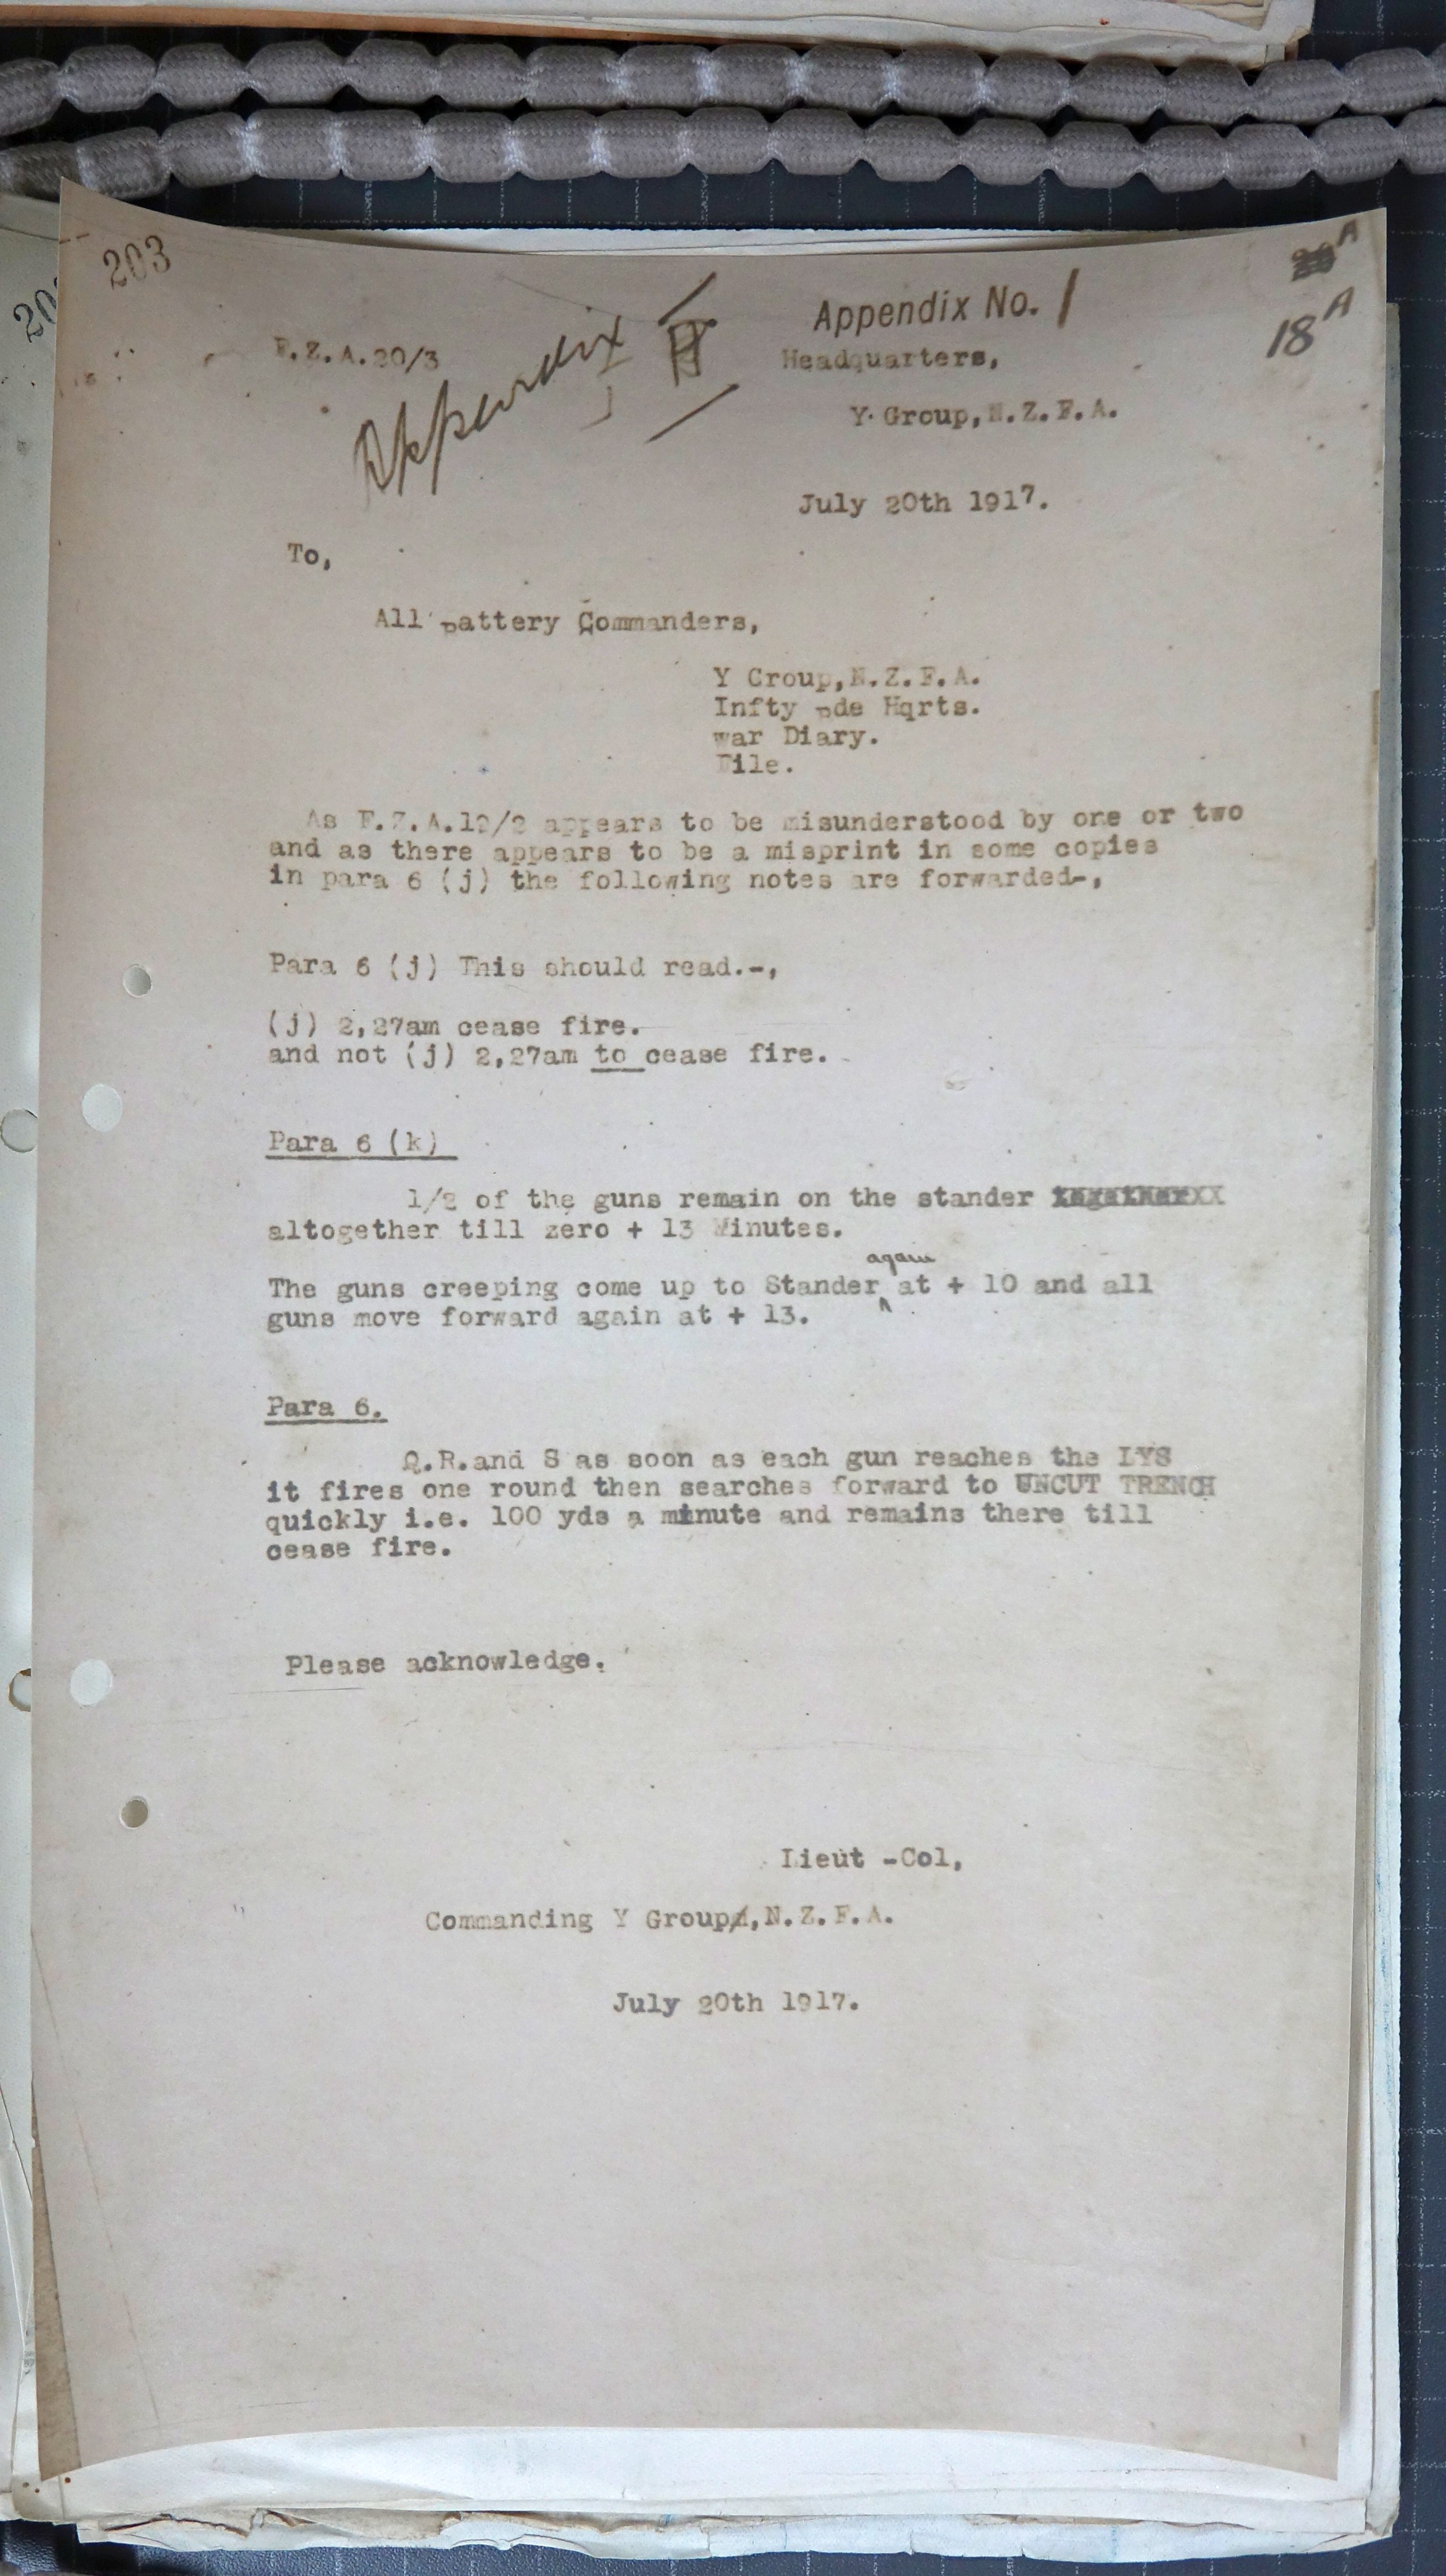 203
A
18 A
Appendix No. 1
Appendix
F.Z.A.20/3
Headquarters,
Y Group,N.Z.F.A.
July 20th 1917.
To,
All Battery Commanders,
Y Croup,N.Z.F.A.
Infty Bde Hqrts.
war Diary.
File.
As F.Z.A.19/2 appears to be misunderstood by one or two
and as there appears to be a misprint in some copies
in para 6 (j) the following notes are forwarded-,
Para 6 (j) This should read.-,
(j) 2,27am cease fire.
and not (j) 2,27am to cease fire.
Para 6 (k)
1/2 of the guns remain on the stander together XX
altogether till zero + 13 Minutes.
again
The guns creeping come up to Stander at + 10 and all
guns move forward again at + 13.
Para 6.
Q.R.and S as soon as each gun reaches the LYS
it fires one round then searches forward to UNCUT TRENCH
quickly i.e. 100 yds a minute and remains there till
cease fire.
Please acknowledge.
Lieut -Col,
Commanding Y Group,N.Z.F.A.
July 20th 1917.